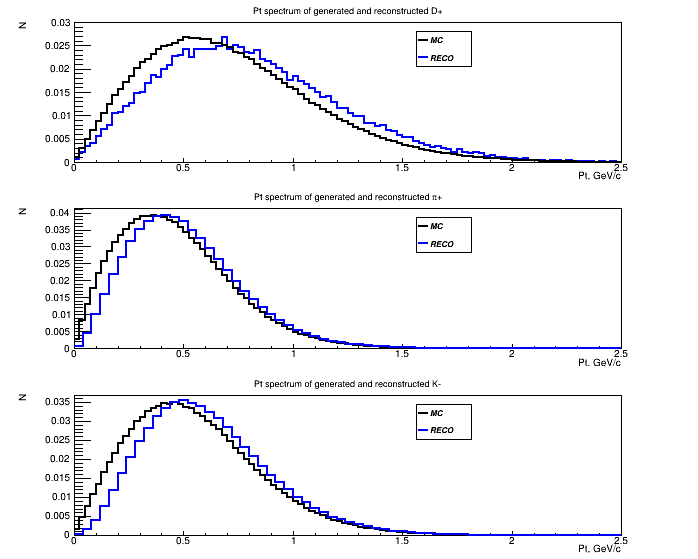 Pt spectrum of generated and reconstructed D+
N
0.03
0.025
0.02
0.015
0.01
0.005
0
MC
RECO
0 0.5 1 1.5 2 2.5
Pt, GeV/c
Pt spectrum of generated and reconstructed π+
N
0.04
0.035
0.03
0.025
0.02
0.015
0.01
0.005
0
MC
RECO
0 0.5 1 1.5 2 2.5
Pt, GeV/c
Pt spectrum of generated and reconstructed K-
N
0.035
0.03
0.025
0.02
0.015
0.01
0.005
0
MC
RECO
0 0.5 1 1.5 2 2.5
Pt, GeV/c